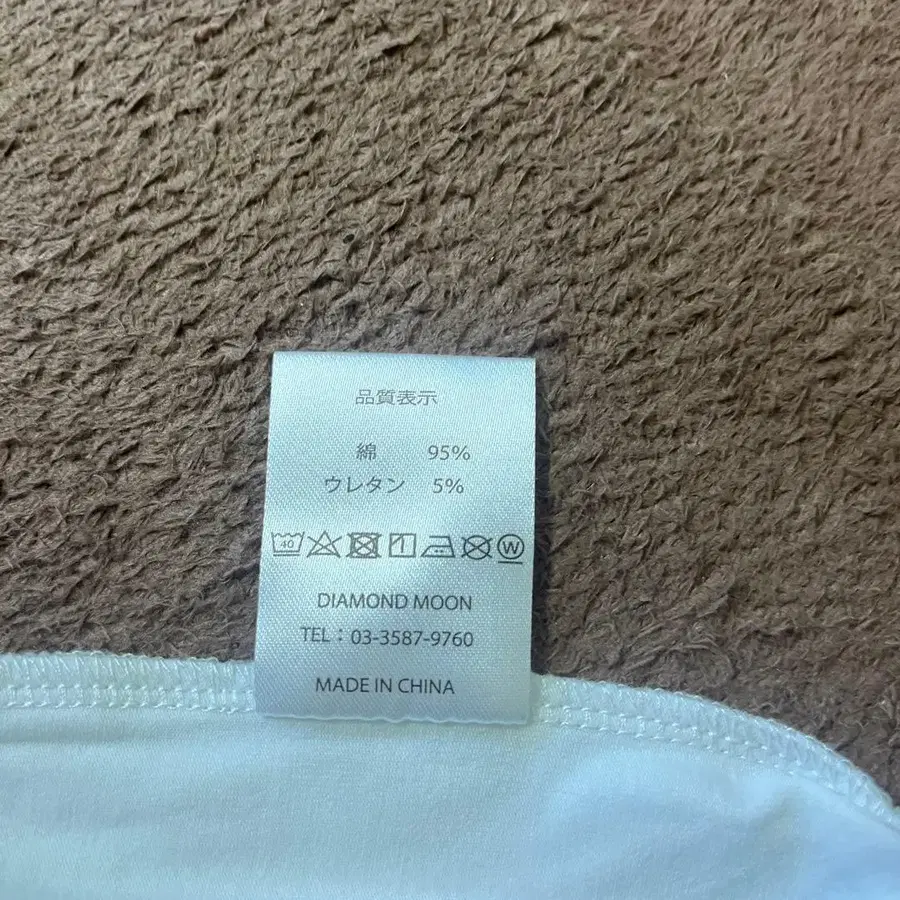 品質表示
綿 95%
ウレタン 5%
40 W
DIAMOND MOON
TEL：03-3587-9760
MADE IN CHINA